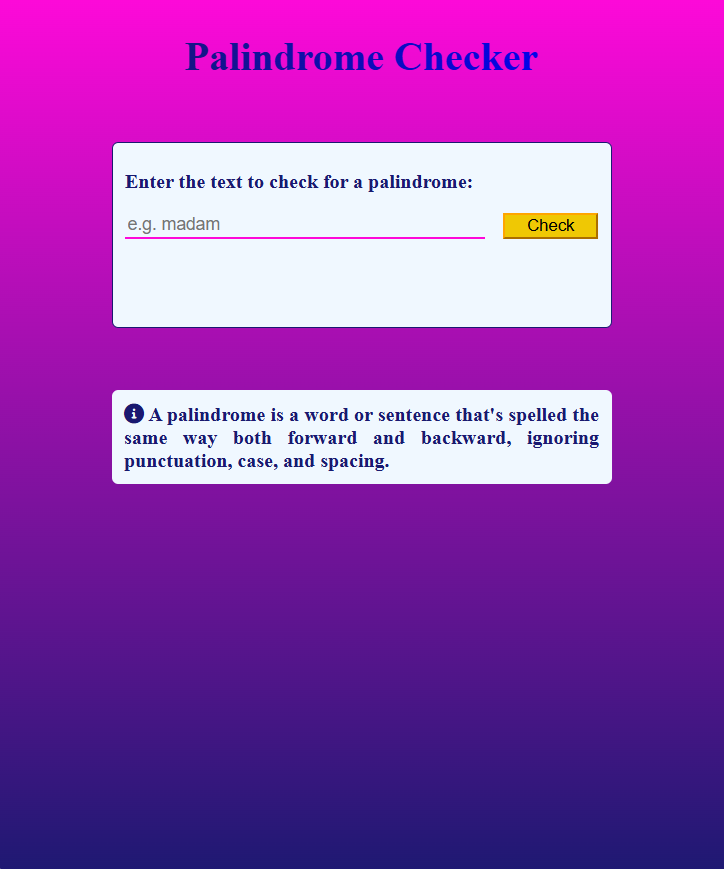 Palindrome Checker
Enter the text to check for a palindrome:
e.g. madam
Check
A palindrome is a word or sentence that's spelled the
same way both forward and backward, ignoring
punctuation, case, and spacing.